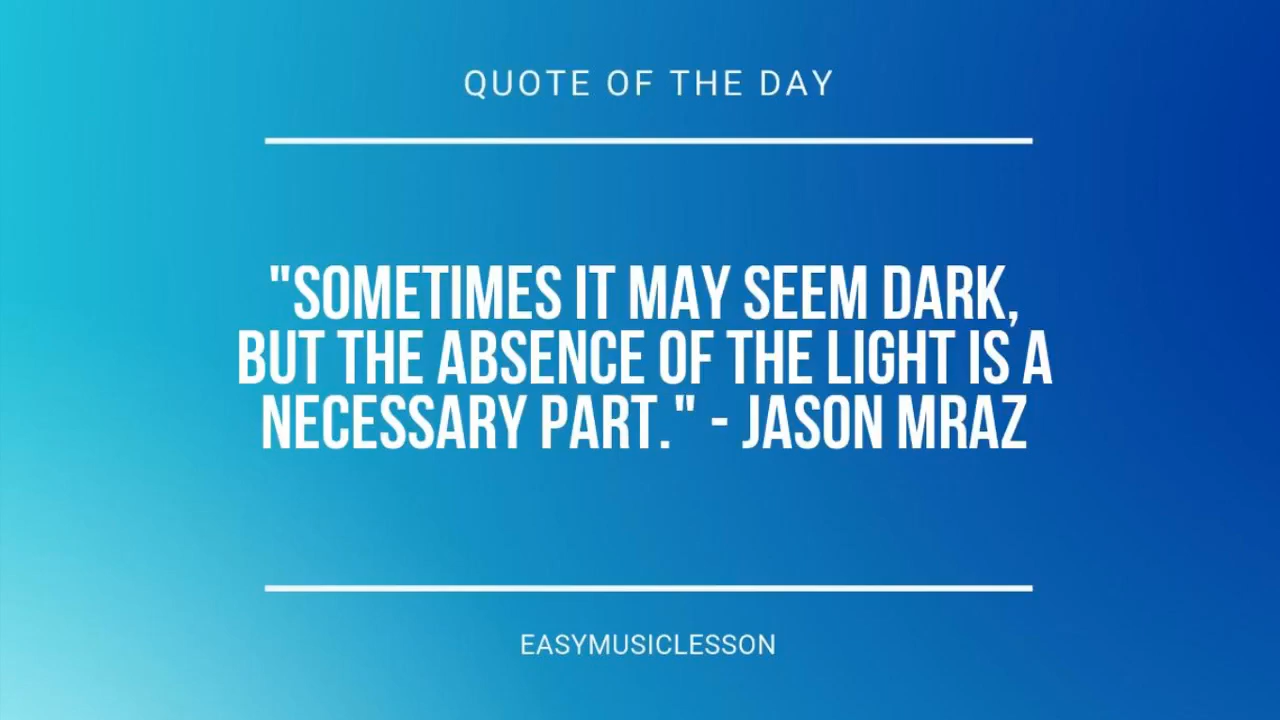 QUOTE OF THE DAY
"SOMETIMES IT MAY SEEM DARK,
BUT THE ABSENCE OF THE LIGHT IS A
NECESSARY PART." - JASON MRAZ
EASYMUSICLESSON